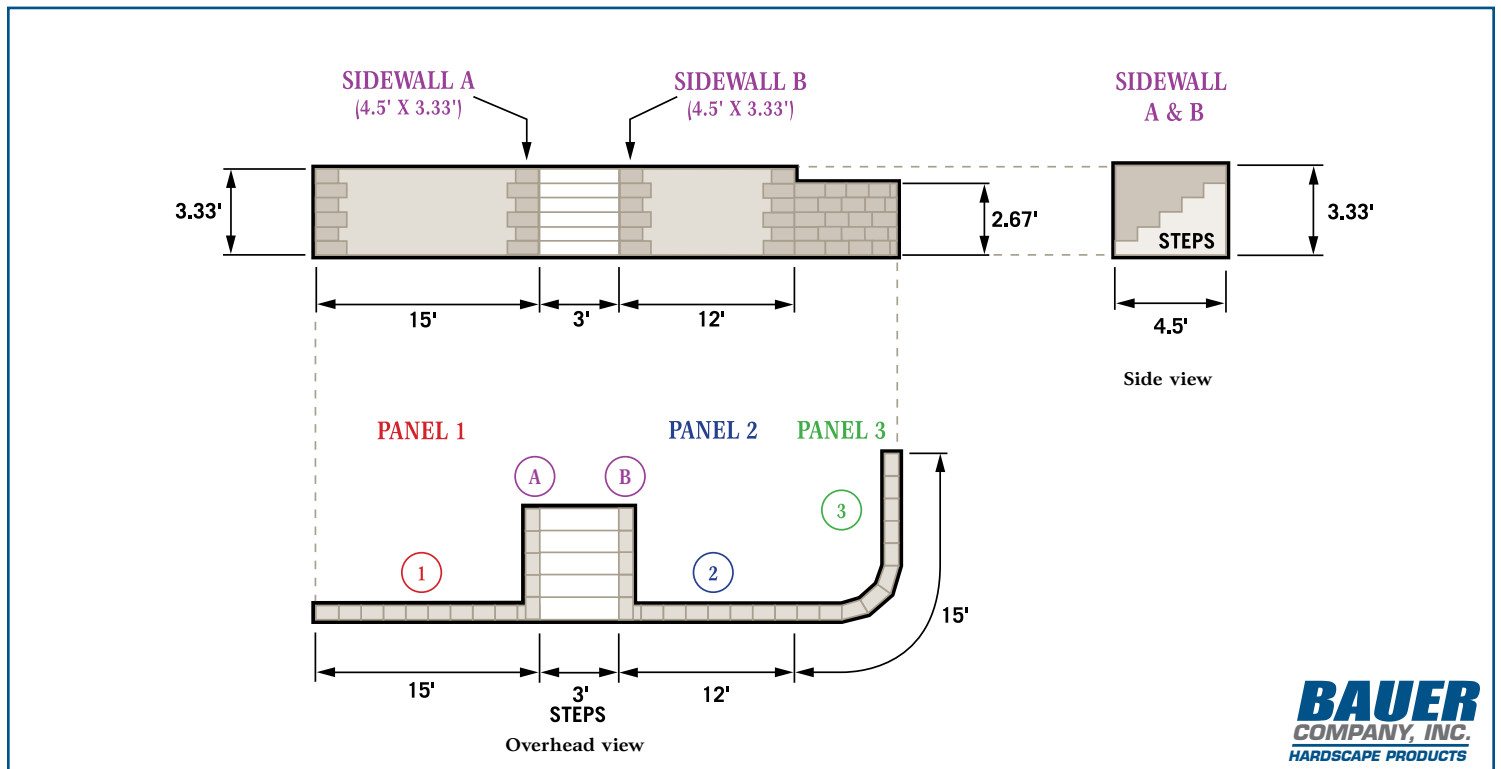 SIDEWALL A
(4.5' X 3.33')
SIDEWALL B
(4.5' X 3.33')
SIDEWALL
A & B
3.33'
2.67'
STEPS
3.33'
15'
3'
12'
4.5'
Side view
PANEL 1
PANEL 2
PANEL 3
A
B
3
1
2
15'
15'
3'
12'
STEPS
Overhead view
BAUER
COMPANY, INC.
HARDSCAPE PRODUCTS